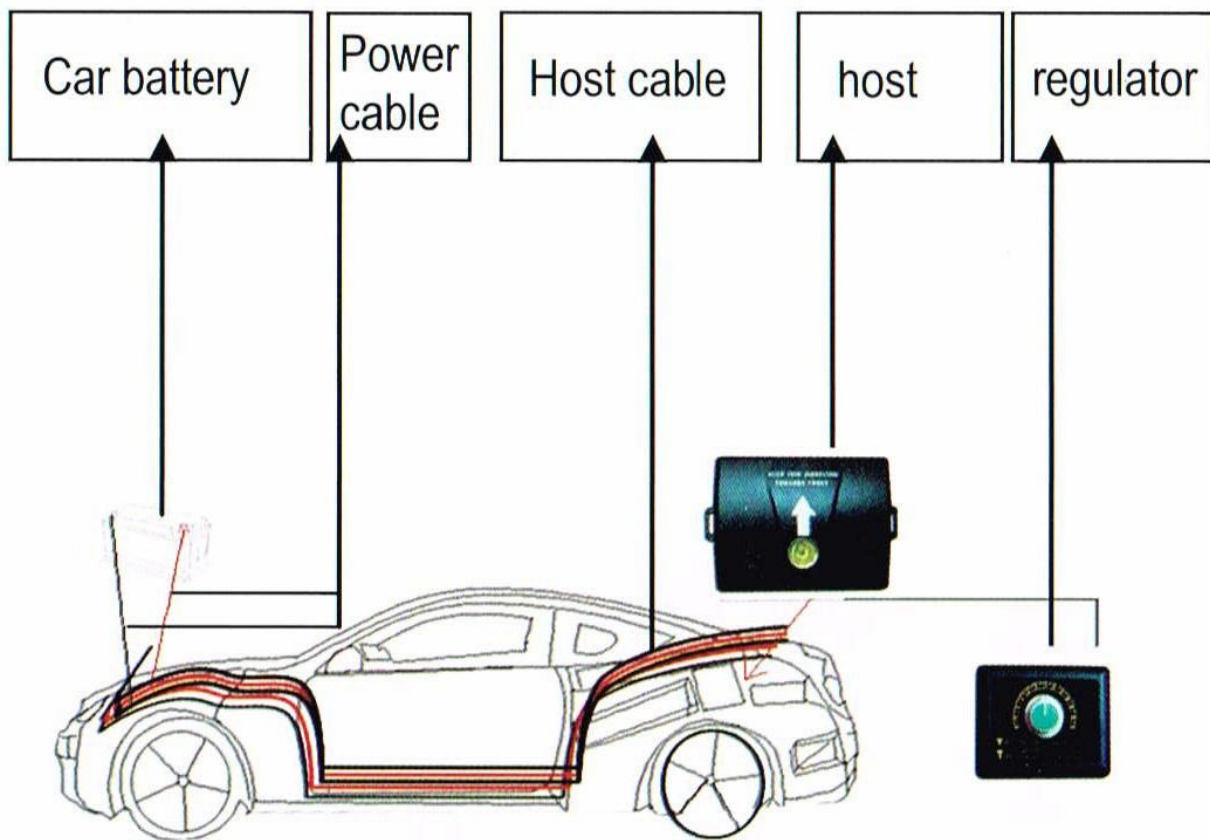 Car battery
Power
cable
Host cable
host
regulator